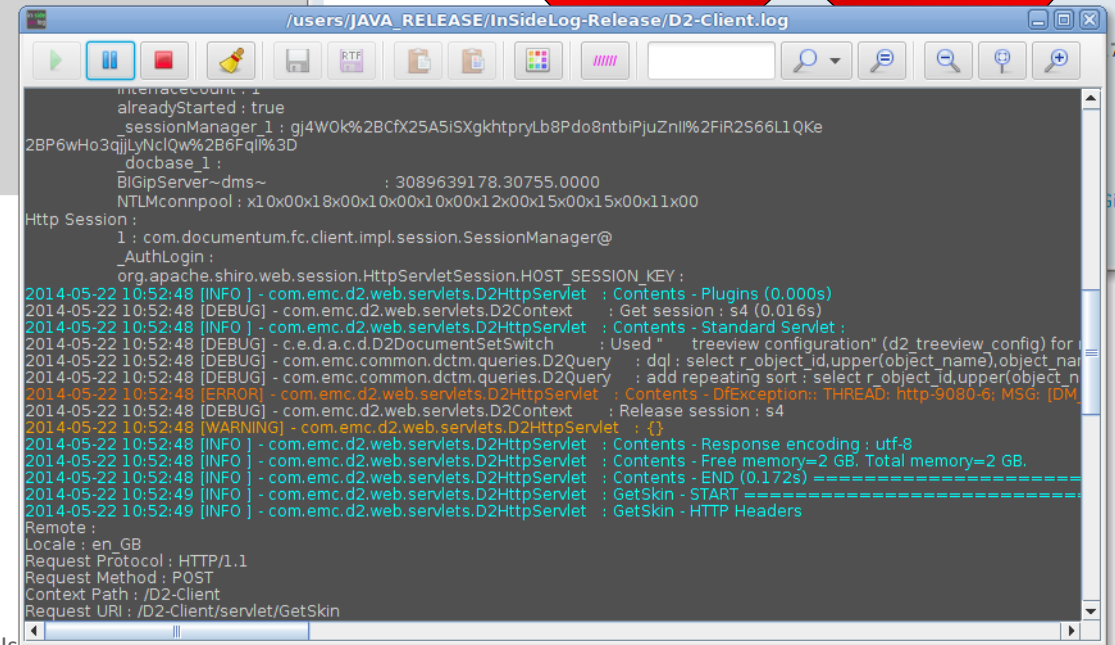 /users/JAVA_RELEASE/InSideLog-Release/D2-Client.log
RTF
interfaceCount : 1
alreadyStarted : true
_sessionManager_1 : gj4WOk%2BCfX25A5iSXgkhtpryLb8Pdo8ntbiPjuZnIl%2FiR2S66L1QKe
2BP6wHo3qjjLyNclQw%2B6FqIl%3D
_docbase_1 :
BIGipServer~dms~ : 3089639178.30755.0000
NTLMconnpool : x10x00x18x00x10x00x10x00x12x00x15x00x15x00x11x00
Http Session :
1 : com.documentum.fc.client.impl.session.SessionManager@
_AuthLogin :
org.apache.shiro.web.session.HttpServletSession.HOST_SESSION_KEY :
2014-05-22 10:52:48 [INFO ] - com.emc.d2.web.servlets.D2HttpServlet : Contents - Plugins (0.000s)
2014-05-22 10:52:48 [DEBUG] - com.emc.d2.web.servlets.D2Context : Get session : s4 (0.016s)
2014-05-22 10:52:48 [INFO ] - com.emc.d2.web.servlets.D2HttpServlet : Contents - Standard Servlet :
2014-05-22 10:52:48 [DEBUG] - c.e.d.a.c.d.D2DocumentSetSwitch : Used " treeview configuration" (d2_treeview_config) for
2014-05-22 10:52:48 [DEBUG] - com.emc.common.dctm.queries.D2Query : dql : select r_object_id,upper(object_name),object_nar
2014-05-22 10:52:48 [DEBUG] - com.emc.common.dctm.queries.D2Query : add repeating sort : select r_object_id,upper(object_n
2014-05-22 10:52:48 [ERROR] - com.emc.d2.web.servlets.D2HttpServlet : Contents - DfException:: THREAD: http-9080-6; MSG: [DM_
2014-05-22 10:52:48 [DEBUG] - com.emc.d2.web.servlets.D2Context : Release session : s4
2014-05-22 10:52:48 [WARNING] - com.emc.d2.web.servlets.D2HttpServlet : {}
2014-05-22 10:52:48 [INFO ] - com.emc.d2.web.servlets.D2HttpServlet : Contents - Response encoding : utf-8
2014-05-22 10:52:48 [INFO ] - com.emc.d2.web.servlets.D2HttpServlet : Contents - Free memory=2 GB. Total memory=2 GB.
2014-05-22 10:52:48 [INFO ] - com.emc.d2.web.servlets.D2HttpServlet : Contents - END (0.172s) =====================
2014-05-22 10:52:49 [INFO ] - com.emc.d2.web.servlets.D2HttpServlet : GetSkin - START ==========================
2014-05-22 10:52:49 [INFO ] - com.emc.d2.web.servlets.D2HttpServlet : GetSkin - HTTP Headers
Remote :
Locale : en_GB
Request Protocol : HTTP/1.1
Request Method : POST
Context Path : /D2-Client
Request URI : /D2-Client/servlet/GetSkin